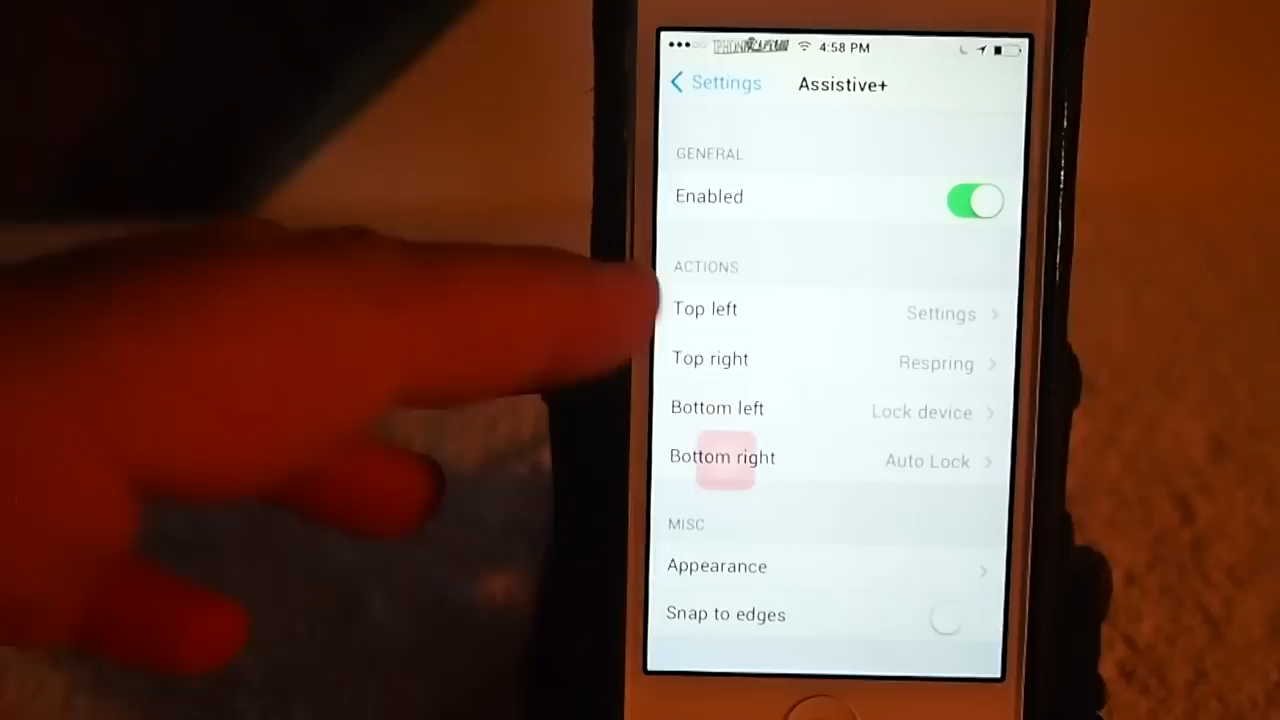 4:58 PM
Settings Assistive+
GENERAL
Enabled
ACTIONS
Top left Settings
Top right Respring
Bottom left Lock device
Bottom right Auto Lock
MISC
Appearance
Snap to edges